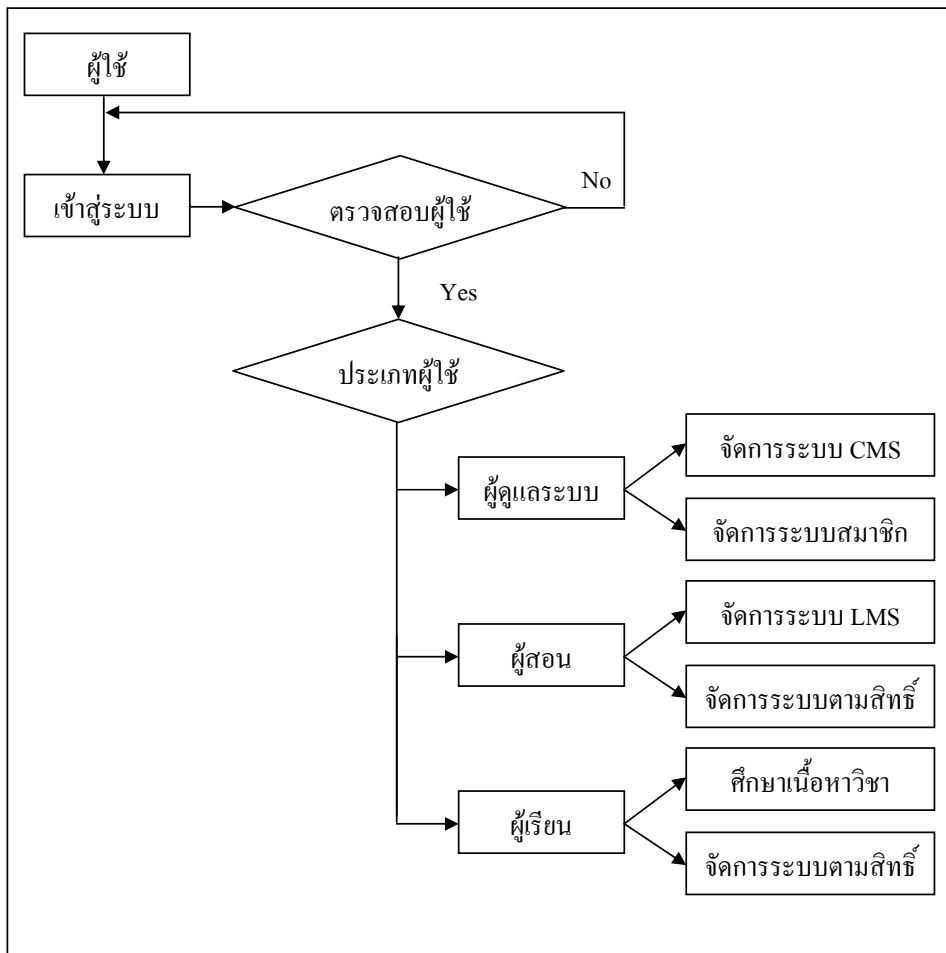 ผู้ใช้
เข้าสู่ระบบ
ตรวจสอบผู้ใช้
No
Yes
ประเภทผู้ใช้
ผู้ดูแลระบบ
จัดการระบบ CMS
จัดการระบบสมาชิก
ผู้สอน
จัดการระบบ LMS
จัดการระบบตามสิทธิ์
ผู้เรียน
ศึกษาเนื้อหาวิชา
จัดการระบบตามสิทธิ์